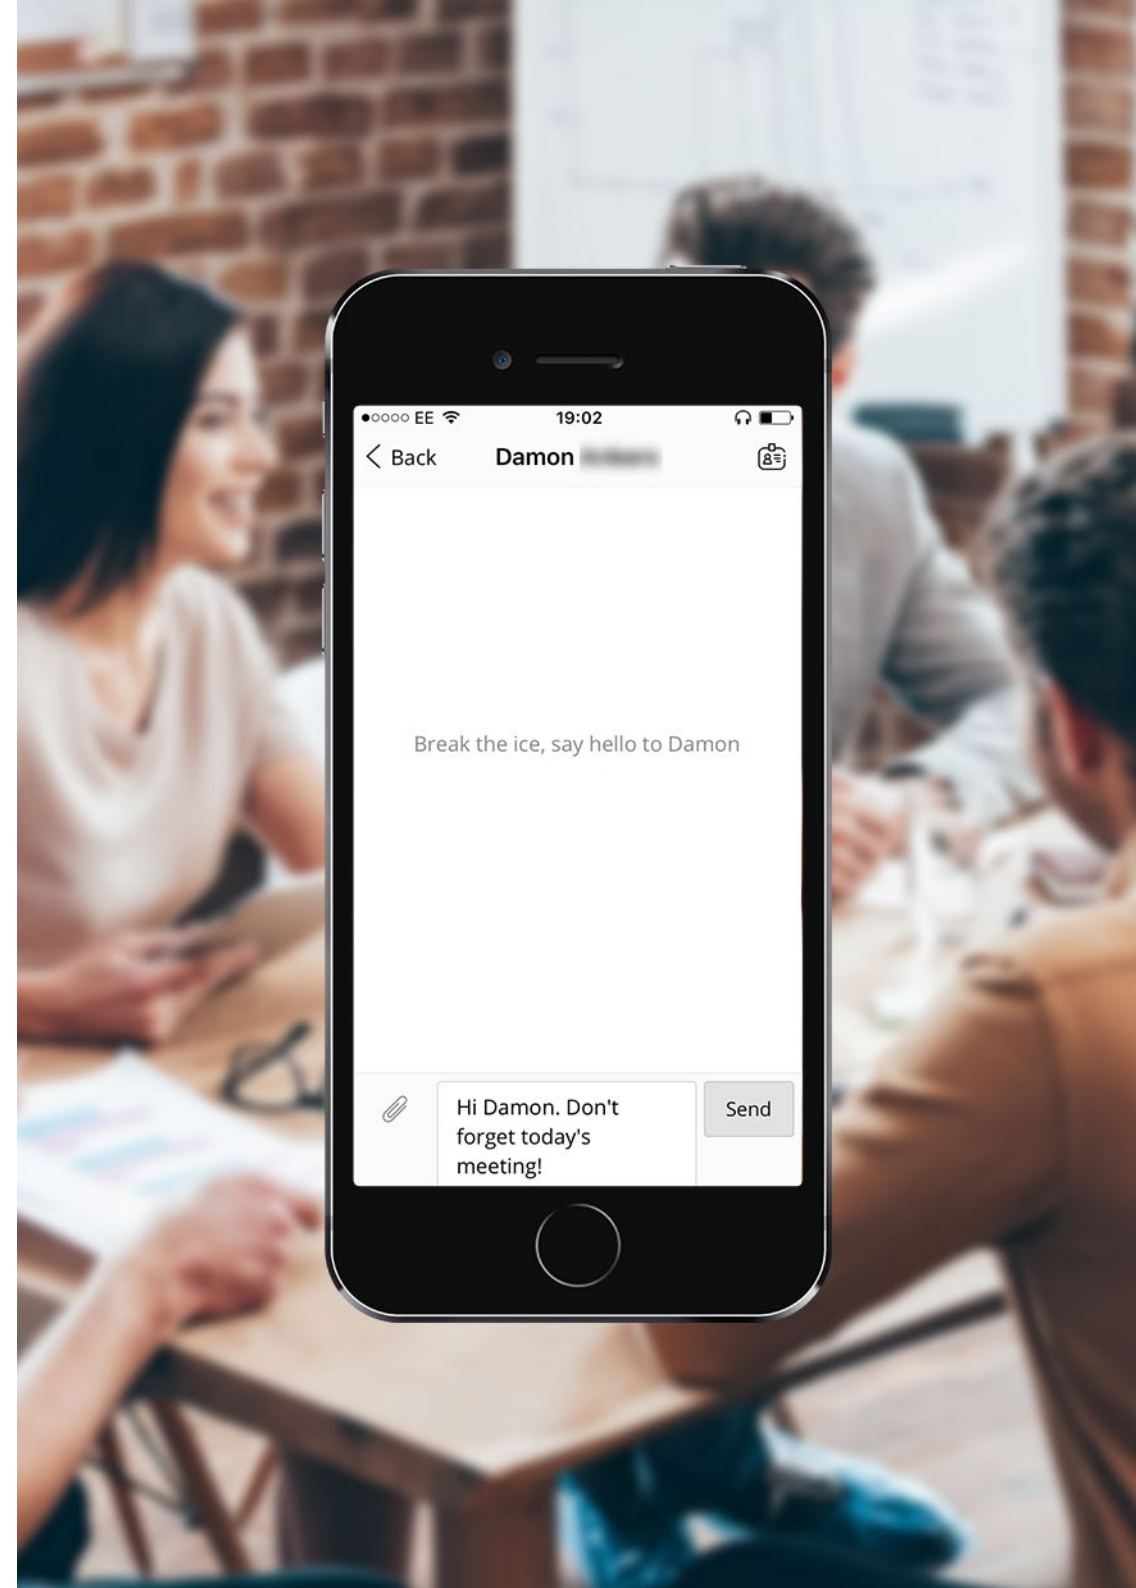 EE 19:02
Back Damon
Break the ice, say hello to Damon
Hi Damon. Don't
forget today's
meeting!
Send